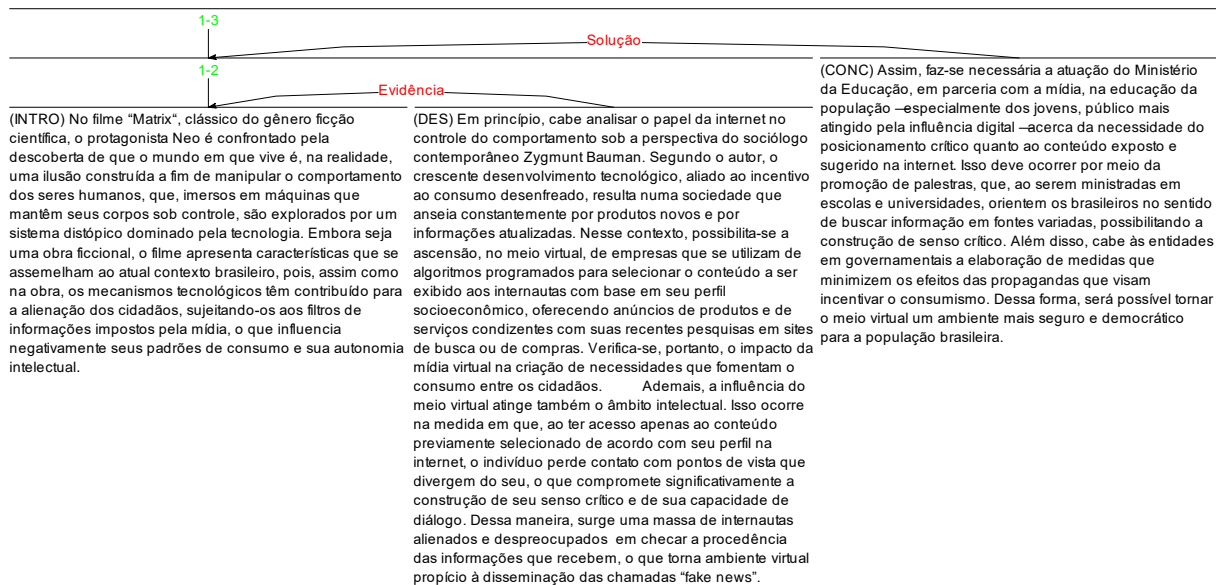 1-3
Solução
1-2
Evidência
(INTRO) No filme “Matrix“, clássico do gênero ficção
científica, o protagonista Neo é confrontado pela
descoberta de que o mundo em que vive é, na realidade,
uma ilusão construída a fim de manipular o comportamento
dos seres humanos, que, imersos em máquinas que
mantêm seus corpos sob controle, são explorados por um
sistema distópico dominado pela tecnologia. Embora seja
uma obra ficcional, o filme apresenta características que se
assemelham ao atual contexto brasileiro, pois, assim como
na obra, os mecanismos tecnológicos têm contribuído para
a alienação dos cidadãos, sujeitando-os aos filtros de
informações impostos pela mídia, o que influencia
negativamente seus padrões de consumo e sua autonomia
intelectual.
(DES) Em princípio, cabe analisar o papel da internet no
controle do comportamento sob a perspectiva do sociólogo
contemporâneo Zygmunt Bauman. Segundo o autor, o
crescente desenvolvimento tecnológico, aliado ao incentivo
ao consumo desenfreado, resulta numa sociedade que
anseia constantemente por produtos novos e por
informações atualizadas. Nesse contexto, possibilita-se a
ascensão, no meio virtual, de empresas que se utilizam de
algoritmos programados para selecionar o conteúdo a ser
exibido aos internautas com base em seu perfil
socioeconômico, oferecendo anúncios de produtos e de
serviços condizentes com suas recentes pesquisas em sites
de busca ou de compras. Verifica-se, portanto, o impacto da
mídia virtual na criação de necessidades que fomentam o
consumo entre os cidadãos. Ademais, a influência do
meio virtual atinge também o âmbito intelectual. Isso ocorre
na medida em que, ao ter acesso apenas ao conteúdo
previamente selecionado de acordo com seu perfil na
internet, o indivíduo perde contato com pontos de vista que
divergem do seu, o que compromete significativamente a
construção de seu senso crítico e de sua capacidade de
diálogo. Dessa maneira, surge uma massa de internautas
alienados e despreocupados em checar a procedência
das informações que recebem, o que torna ambiente virtual
propício à disseminação das chamadas “fake news”.
(CONC) Assim, faz-se necessária a atuação do Ministério
da Educação, em parceria com a mídia, na educação da
população —especialmente dos jovens, público mais
atingido pela influência digital —acerca da necessidade do
posicionamento crítico quanto ao conteúdo exposto e
sugerido na internet. Isso deve ocorrer por meio da
promoção de palestras, que, ao serem ministradas em
escolas e universidades, orientem os brasileiros no sentido
de buscar informação em fontes variadas, possibilitando a
construção de senso crítico. Além disso, cabe às entidades
em governamentais a elaboração de medidas que
minimizem os efeitos das propagandas que visam
incentivar o consumismo. Dessa forma, será possível tornar
o meio virtual um ambiente mais seguro e democrático
para a população brasileira.